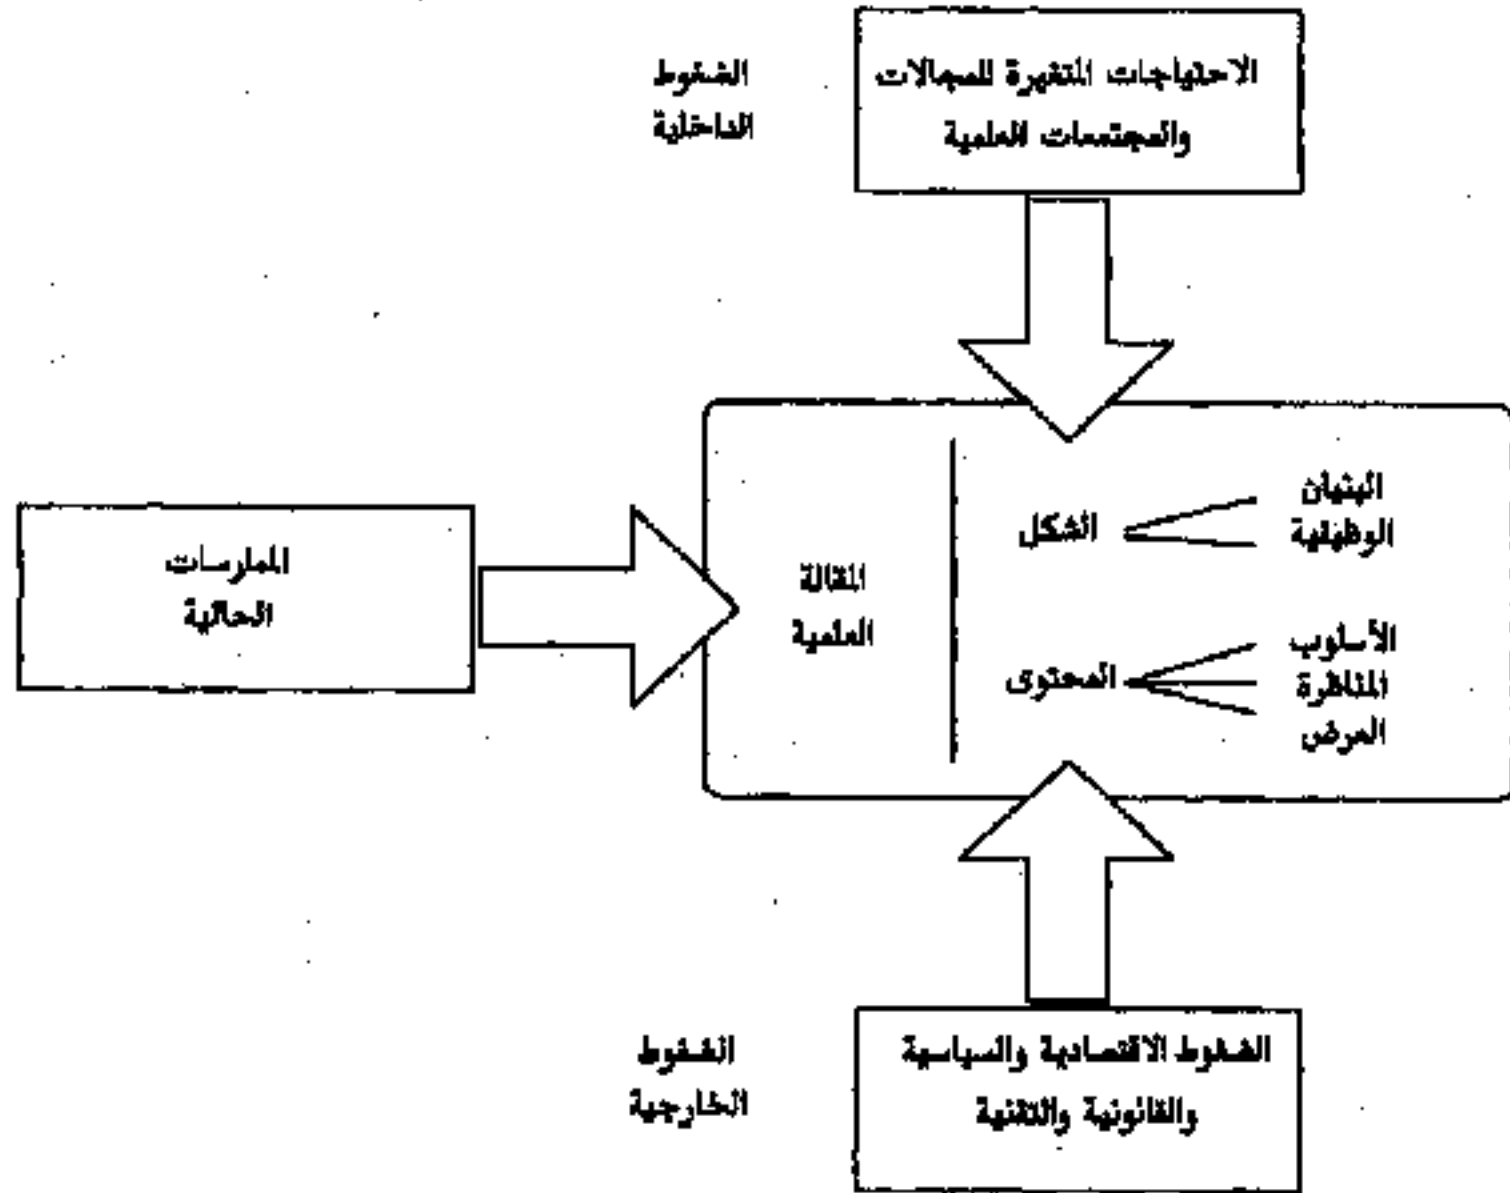 الضغوط
الداخلية
الاحتياجات المتغيرة للمجالات
والمجتمعات العلمية
الممارسات
الحالية
المقالة
العلمية
الشكل
البنيان
الوظيفية
المحتوى
الأسلوب
المناظرة
العرض
الضغوط
الخارجية
الضغوط الاقتصادية والسياسية
والقانونية والتقنية